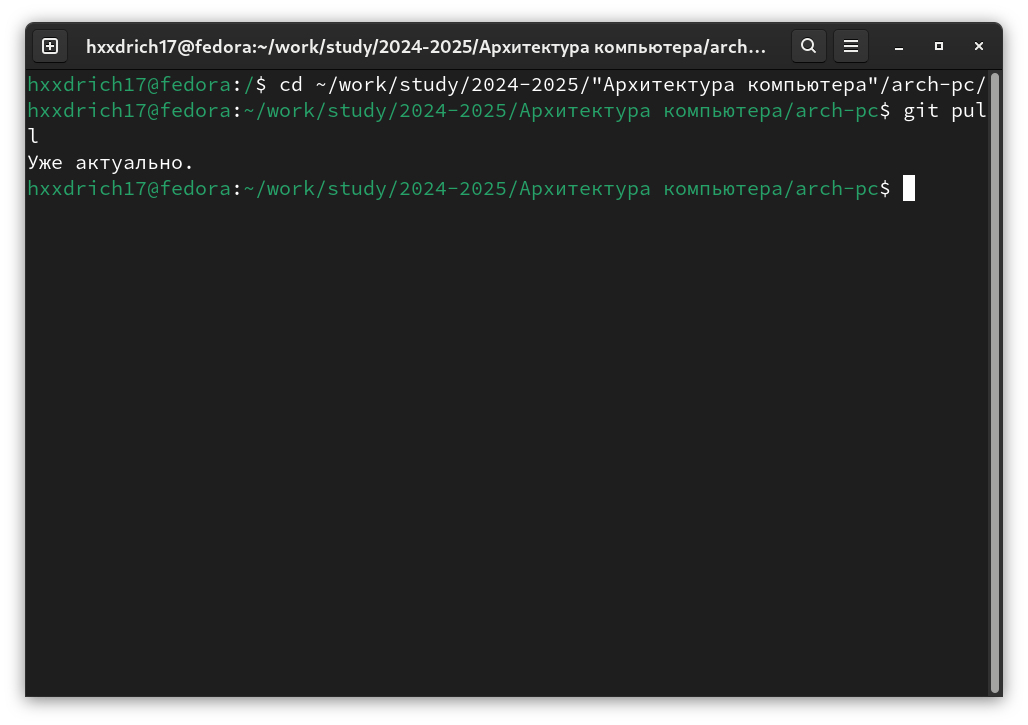 hxxdrich17@fedora:~/work/study/2024-2025/Архитектура компьютера/arch…
hxxdrich17@fedora:/$ cd ~/work/study/2024-2025/"Архитектура компьютера"/arch-pc/
hxxdrich17@fedora:~/work/study/2024-2025/Архитектура компьютера/arch-pc$ git pul
l
Уже актуально.
hxxdrich17@fedora:~/work/study/2024-2025/Архитектура компьютера/arch-pc$